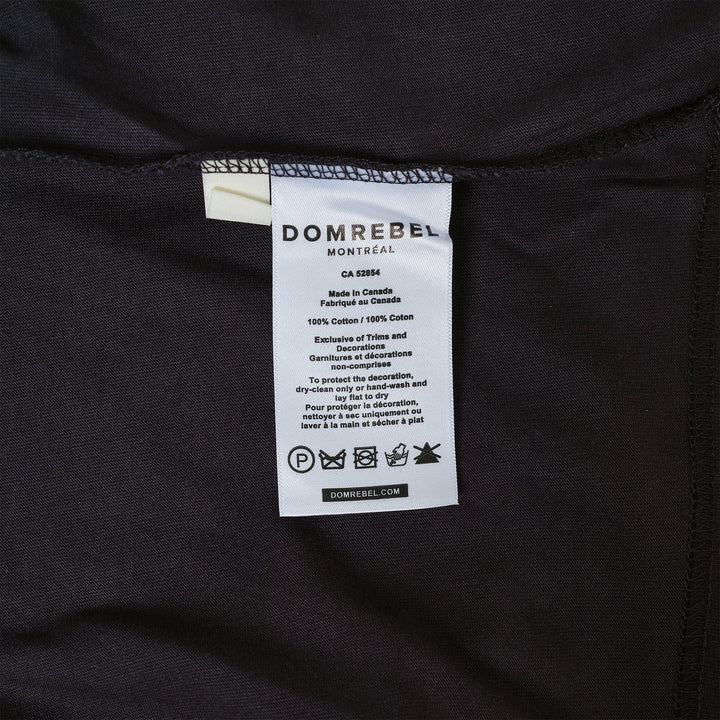 DOMREBEL
MONTRÉAL
CA 52854
Made in Canada
Fabriqué au Canada
100% Cotton / 100% Coton
Exclusive of Trims and
Decorations
Garnitures et décorations
non-comprises
To protect the decoration,
dry-clean only or hand-wash and
lay flat to dry
Pour protéger la décoration,
nettoyer à sec uniquement ou
laver à la main et sécher à plat
P
DOMREBEL.COM